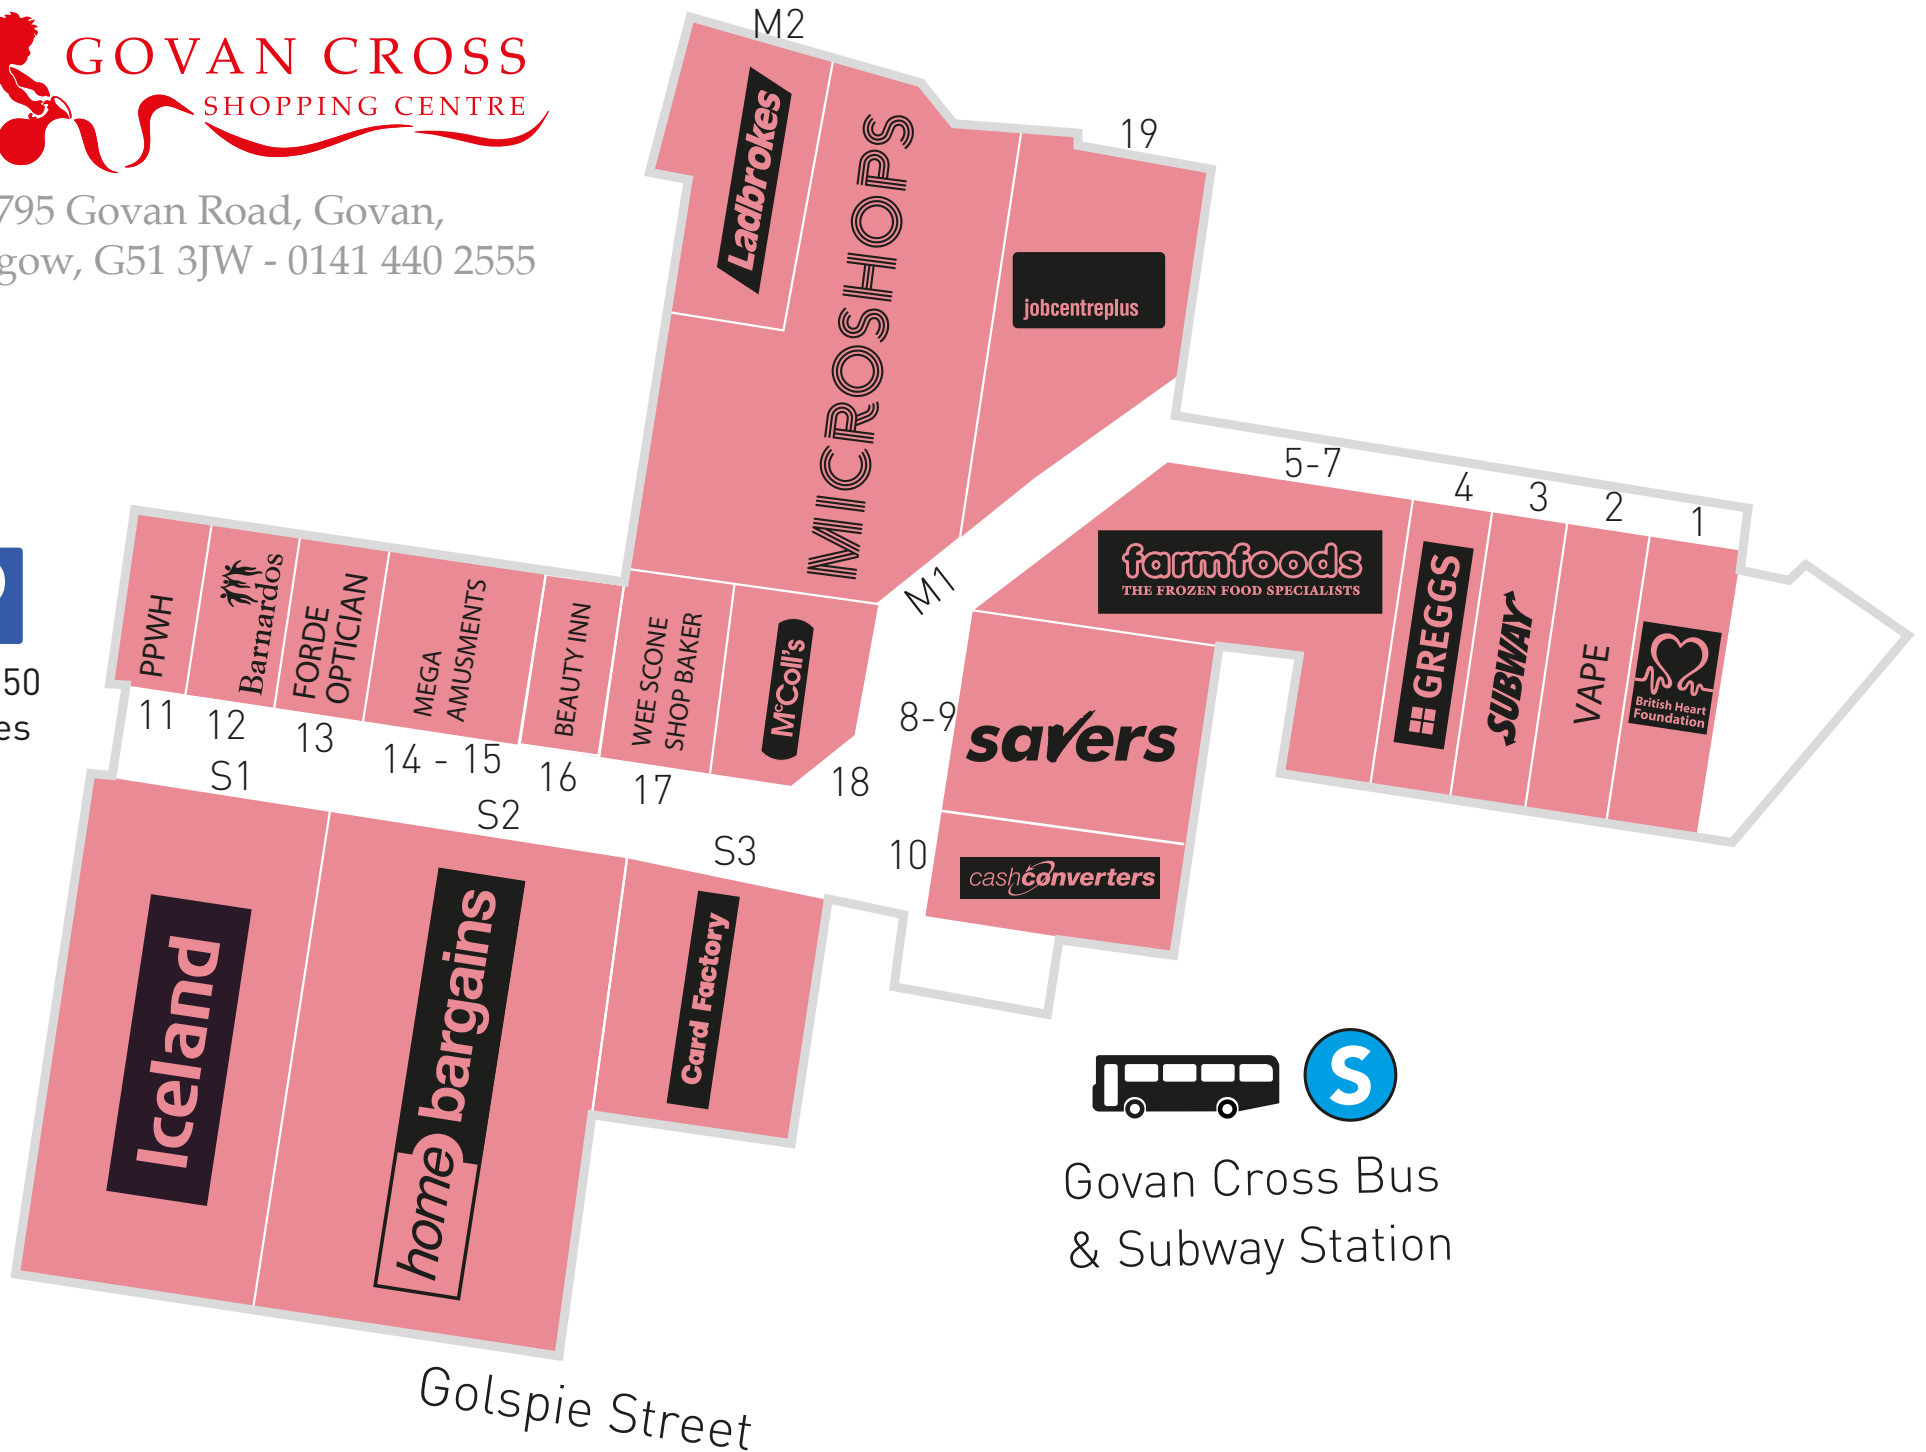 GOVAN CROSS
SHOPPING CENTRE
795 Govan Road, Govan,
gow, G51 3JW - 0141 440 2555
M2
Ladbrokes
MICROSHOPS
19
jobcentreplus
5-7
4
3
2
1
farmfoods
THE FROZEN FOOD SPECIALISTS
GREGGS
SUBWAY
VAPE
British Heart
Foundation
M1
50
es
PPWH
Barnardos
FORDE
OPTICIAN
MEGA
AMUSMENTS
BEAUTY INN
WEE SCONE
SHOP BAKER
McColl's
11
12
13
14 - 15
16
17
18
8-9
savers
10
cashconverters
S1
S2
S3
Iceland
home bargains
Card Factory
S
Govan Cross Bus
& Subway Station
Golspie Street